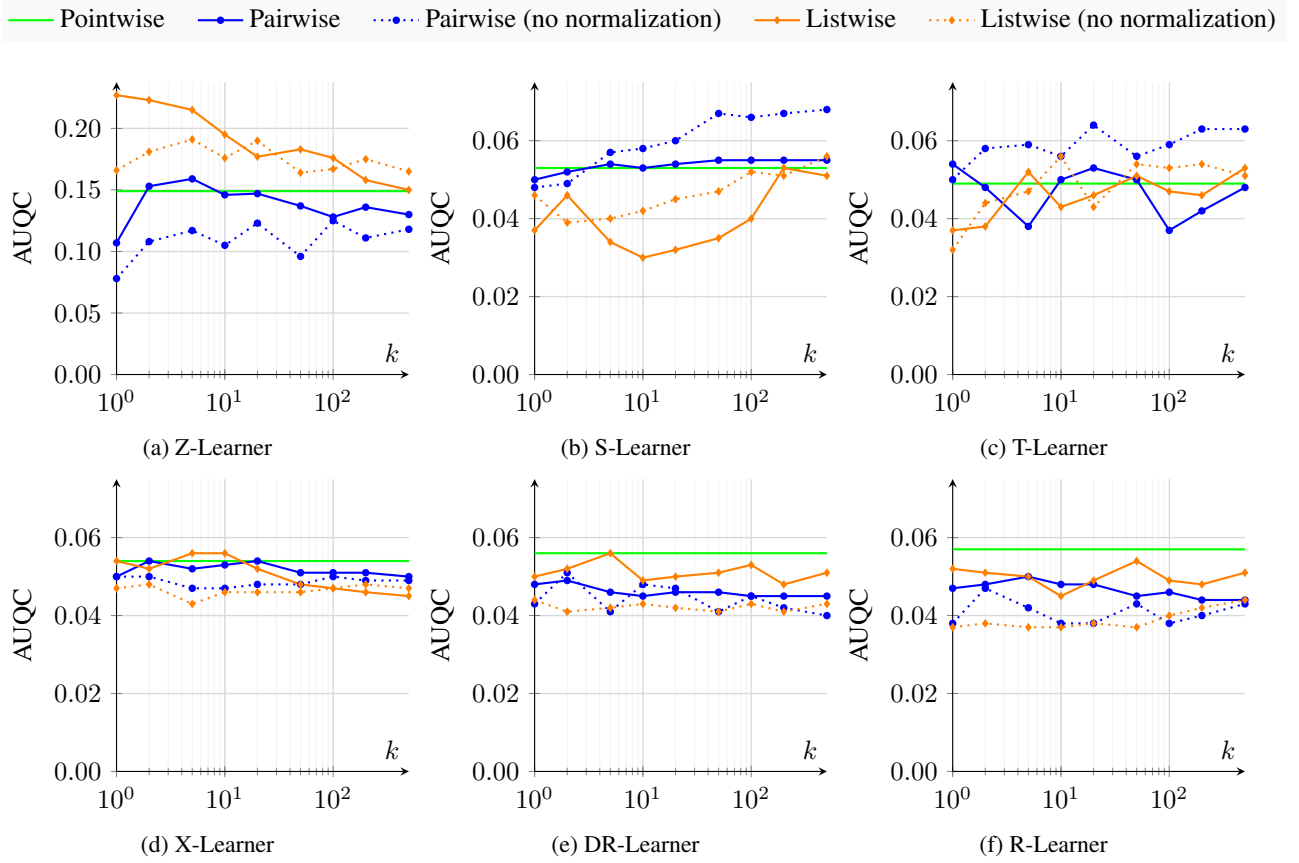 Pointwise Pairwise Pairwise (no normalization) Listwise Listwise (no normalization)
AUQC
0.20
0.15
0.10
0.05
0.00
10^0 10^1 10^2
k
(a) Z-Learner
AUQC
0.06
0.04
0.02
0.00
10^0 10^1 10^2
k
(b) S-Learner
AUQC
0.06
0.04
0.02
0.00
10^0 10^1 10^2
k
(c) T-Learner
AUQC
0.06
0.04
0.02
0.00
10^0 10^1 10^2
k
(d) X-Learner
AUQC
0.06
0.04
0.02
0.00
10^0 10^1 10^2
k
(e) DR-Learner
AUQC
0.06
0.04
0.02
0.00
10^0 10^1 10^2
k
(f) R-Learner